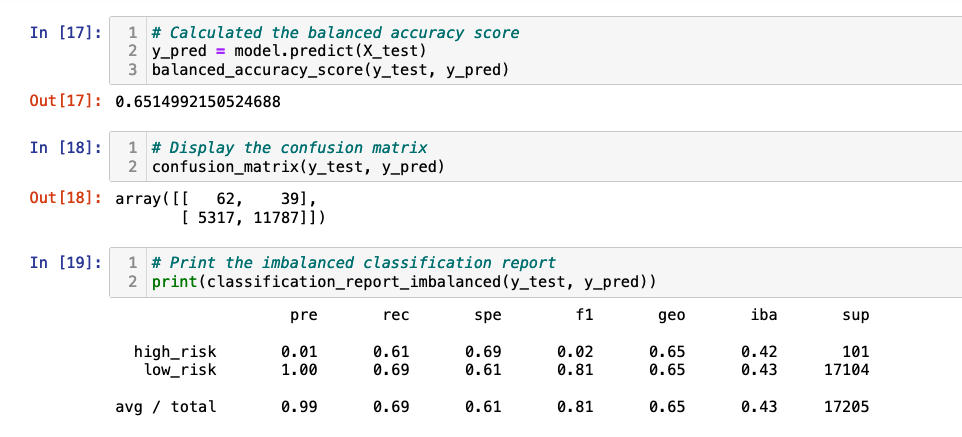 In [17]: 1 # Calculated the balanced accuracy score
2 y_pred = model.predict(X_test)
3 balanced_accuracy_score(y_test, y_pred)
Out[17]: 0.6514992150524688
In [18]: 1 # Display the confusion matrix
2 confusion_matrix(y_test, y_pred)
Out[18]: array([[   62,    39],
       [ 5317, 11787]])
In [19]: 1 # Print the imbalanced classification report
2 print(classification_report_imbalanced(y_test, y_pred))
pre rec spe f1 geo iba sup
high_risk 0.01 0.61 0.69 0.02 0.65 0.42 101
low_risk 1.00 0.69 0.61 0.81 0.65 0.43 17104
avg / total 0.99 0.69 0.61 0.81 0.65 0.43 17205